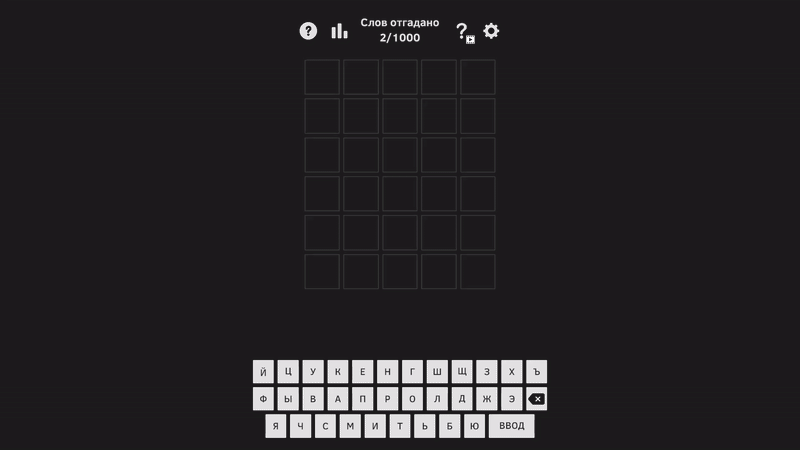 Слов отгадано
2/1000
Й Ц У К Е Н Г Ш Щ З Х Ъ
Ф Ы В А П Р О Л Д Ж Э
Я Ч С М И Т Ь Б Ю ВВОД